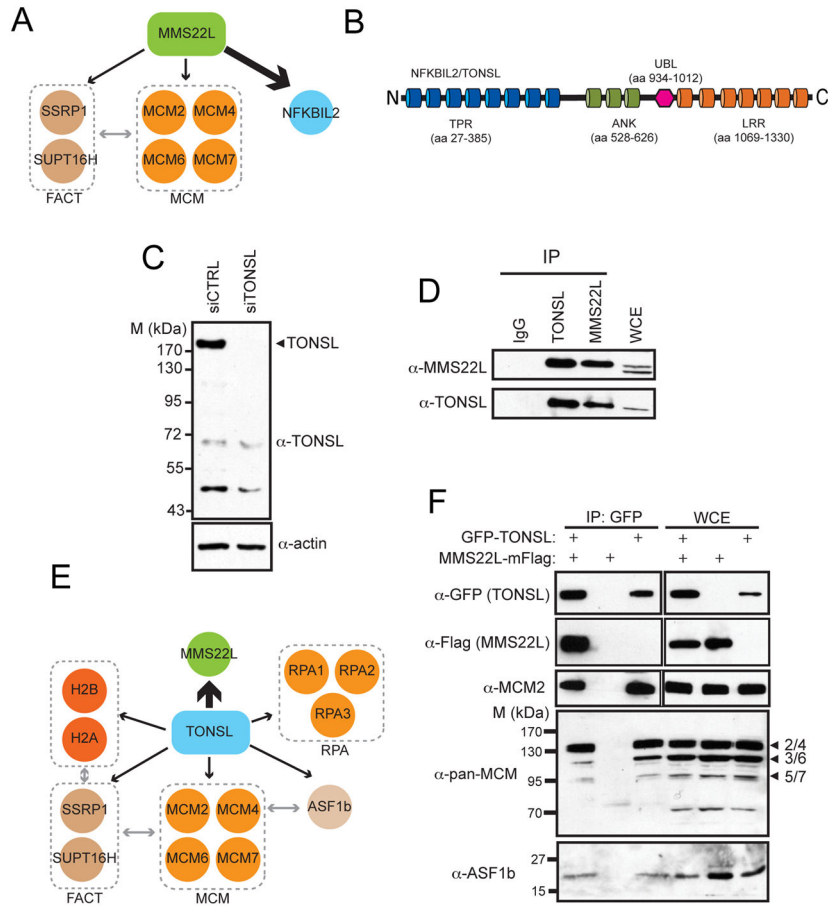 A
MMS22L
SSRP1
SUPT16H
FACT
MCM2
MCM4
MCM6
MCM7
MCM
NFKBIL2
B
NFKBIL2/TONSL
UBL
(aa 934-1012)
N
C
TPR
(aa 27-385)
ANK
(aa 528-626)
LRR
(aa 1069-1330)
C
siCTRL
siTONSL
M (kDa)
170
130
95
72
55
43
TONSL
α-TONSL
α-actin
D
IP
IgG
TONSL
MMS22L
WCE
α-MMS22L
α-TONSL
E
MMS22L
H2B
H2A
TONSL
RPA1
RPA2
RPA3
RPA
SSRP1
SUPT16H
FACT
MCM2
MCM4
MCM6
MCM7
MCM
ASF1b
F
IP: GFP
WCE
GFP-TONSL: + + + +
MMS22L-mFlag: + + + +
α-GFP (TONSL)
α-Flag (MMS22L)
α-MCM2
M (kDa)
170
130
95
70
α-pan-MCM
2/4
3/6
5/7
27
15
α-ASF1b